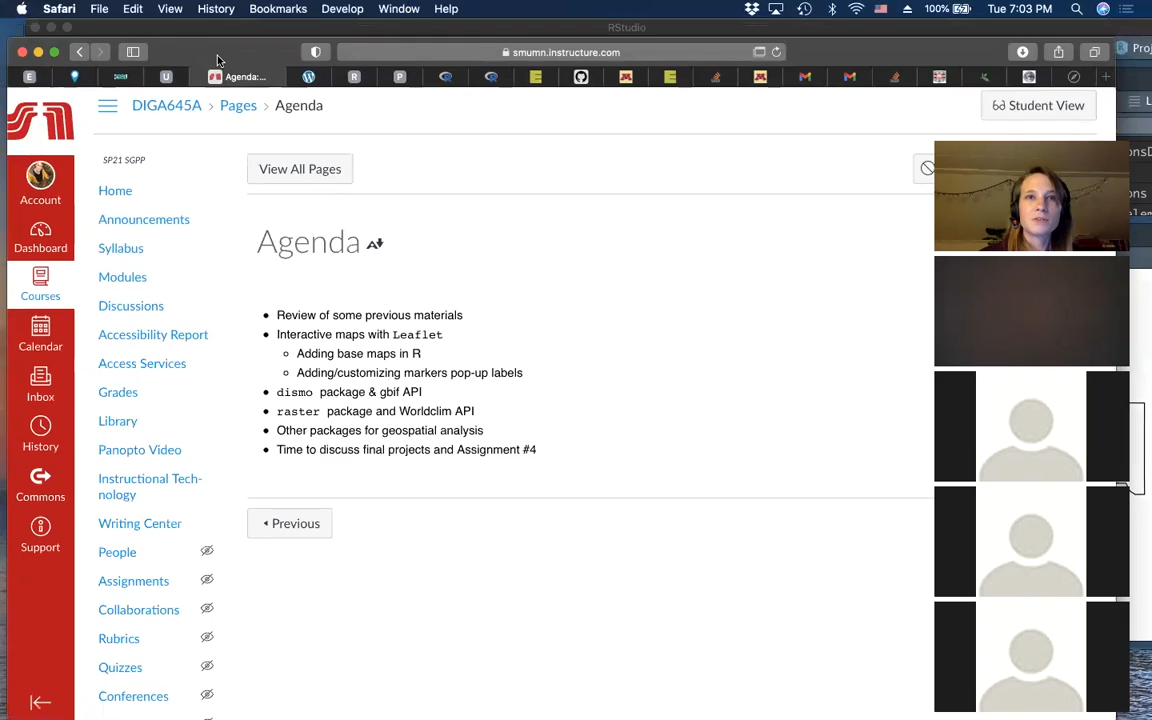 Safari File Edit View History Bookmarks Develop Window Help 100% Tue 7:03 PM
RStudio
smumn.instructure.com
E U Agenda:... R P
DIGA645A > Pages > Agenda
Student View
SP21 SGPP
View All Pages
Account
Dashboard
Courses
Calendar
Inbox
History
Commons
Support
Home
Announcements
Syllabus
Modules
Discussions
Accessibility Report
Access Services
Grades
Library
Panopto Video
Instructional Tech-
nology
Writing Center
People
Assignments
Collaborations
Rubrics
Quizzes
Conferences
Agenda
Review of some previous materials
Interactive maps with Leaflet
Adding base maps in R
Adding/customizing markers pop-up labels
dismo package & gbif API
raster package and Worldclim API
Other packages for geospatial analysis
Time to discuss final projects and Assignment #4
Previous